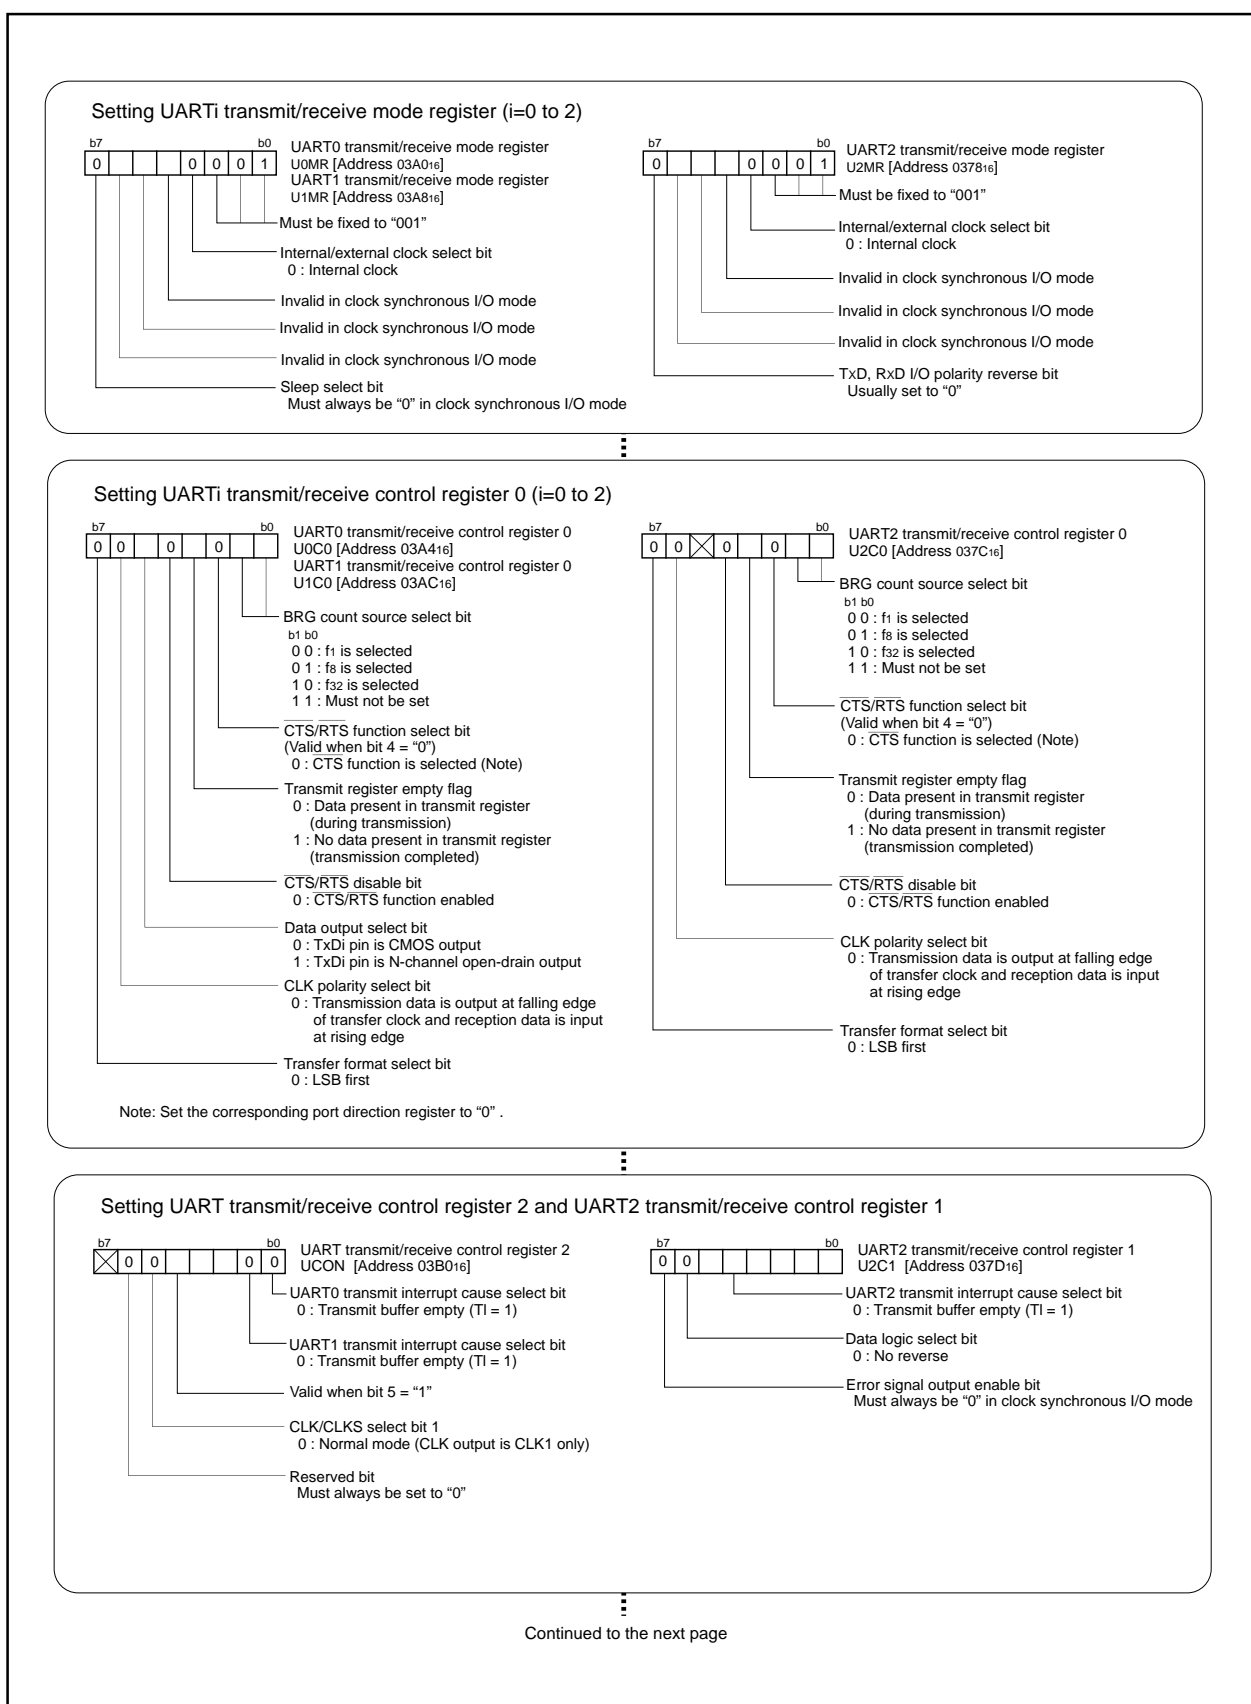 Setting UARTi transmit/receive mode register (i=0 to 2)
b7 b0
0 0 0 0 1
UART0 transmit/receive mode register
U0MR [Address 03A016]
UART1 transmit/receive mode register
U1MR [Address 03A816]
Must be fixed to “001”
Internal/external clock select bit
0 : Internal clock
Invalid in clock synchronous I/O mode
Invalid in clock synchronous I/O mode
Invalid in clock synchronous I/O mode
Sleep select bit
Must always be “0” in clock synchronous I/O mode
b7 b0
0 0 0 0 1
UART2 transmit/receive mode register
U2MR [Address 037816]
Must be fixed to “001”
Internal/external clock select bit
0 : Internal clock
Invalid in clock synchronous I/O mode
Invalid in clock synchronous I/O mode
Invalid in clock synchronous I/O mode
TxD, RxD I/O polarity reverse bit
Usually set to “0”
Setting UARTi transmit/receive control register 0 (i=0 to 2)
b7 b0
0 0 0 0
UART0 transmit/receive control register 0
U0C0 [Address 03A416]
UART1 transmit/receive control register 0
U1C0 [Address 03AC16]
BRG count source select bit
b1 b0
0 0 : f1 is selected
0 1 : f8 is selected
1 0 : f32 is selected
1 1 : Must not be set
CTS/RTS function select bit
(Valid when bit 4 = “0”)
0 : CTS function is selected (Note)
Transmit register empty flag
0 : Data present in transmit register
(during transmission)
1 : No data present in transmit register
(transmission completed)
CTS/RTS disable bit
0 : CTS/RTS function enabled
Data output select bit
0 : TxDi pin is CMOS output
1 : TxDi pin is N-channel open-drain output
CLK polarity select bit
0 : Transmission data is output at falling edge
of transfer clock and reception data is input
at rising edge
Transfer format select bit
0 : LSB first
Note: Set the corresponding port direction register to “0” .
b7 b0
0 0 0 0
UART2 transmit/receive control register 0
U2C0 [Address 037C16]
BRG count source select bit
b1 b0
0 0 : f1 is selected
0 1 : f8 is selected
1 0 : f32 is selected
1 1 : Must not be set
CTS/RTS function select bit
(Valid when bit 4 = “0”)
0 : CTS function is selected (Note)
Transmit register empty flag
0 : Data present in transmit register
(during transmission)
1 : No data present in transmit register
(transmission completed)
CTS/RTS disable bit
0 : CTS/RTS function enabled
CLK polarity select bit
0 : Transmission data is output at falling edge
of transfer clock and reception data is input
at rising edge
Transfer format select bit
0 : LSB first
Setting UART transmit/receive control register 2 and UART2 transmit/receive control register 1
b7 b0
0 0 0 0
UART transmit/receive control register 2
UCON [Address 03B016]
UART0 transmit interrupt cause select bit
0 : Transmit buffer empty (TI = 1)
UART1 transmit interrupt cause select bit
0 : Transmit buffer empty (TI = 1)
Valid when bit 5 = “1”
CLK/CLKS select bit 1
0 : Normal mode (CLK output is CLK1 only)
Reserved bit
Must always be set to “0”
b7 b0
0 0
UART2 transmit/receive control register 1
U2C1 [Address 037D16]
UART2 transmit interrupt cause select bit
0 : Transmit buffer empty (TI = 1)
Data logic select bit
0 : No reverse
Error signal output enable bit
Must always be “0” in clock synchronous I/O mode
Continued to the next page